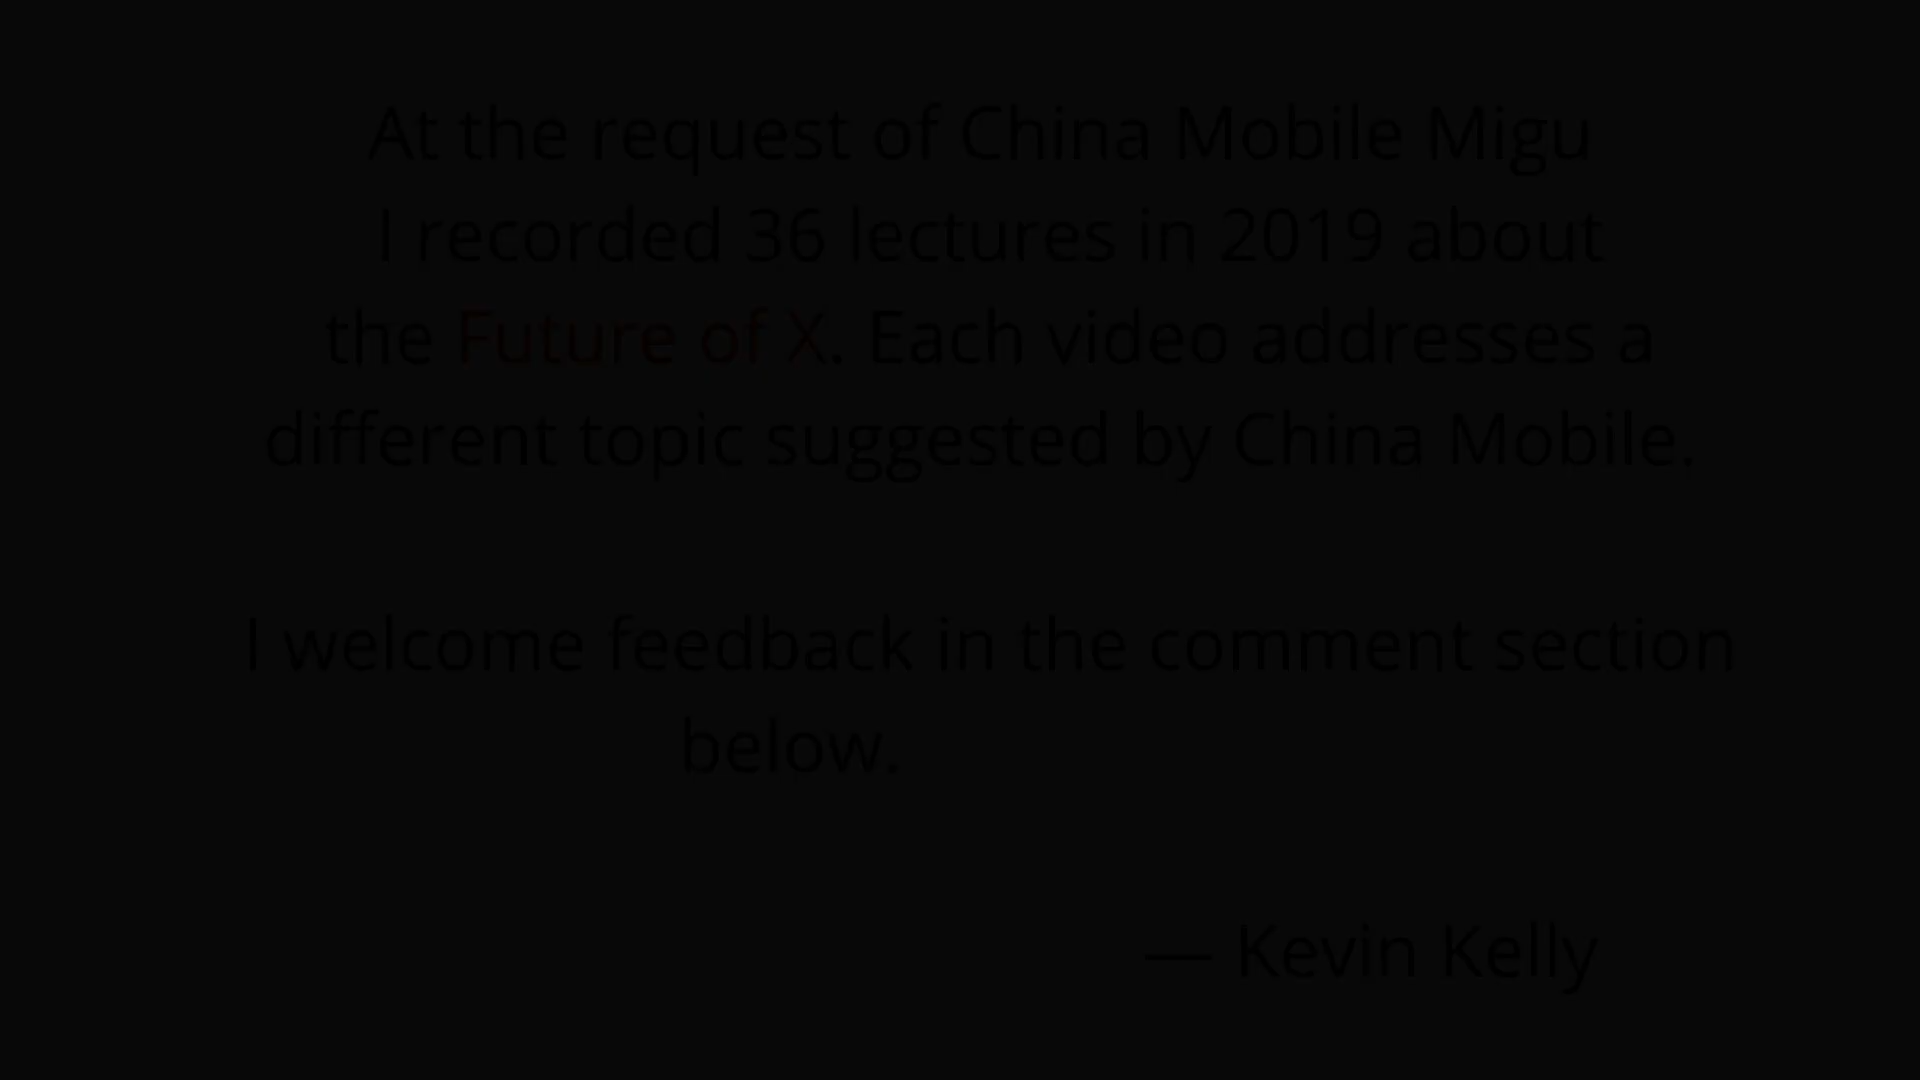 At the request of China Mobile Migu
I recorded 36 lectures in 2019 about
the Future of X. Each video addresses a
different topic suggested by China Mobile.
I welcome feedback in the comment section
below.
— Kevin Kelly